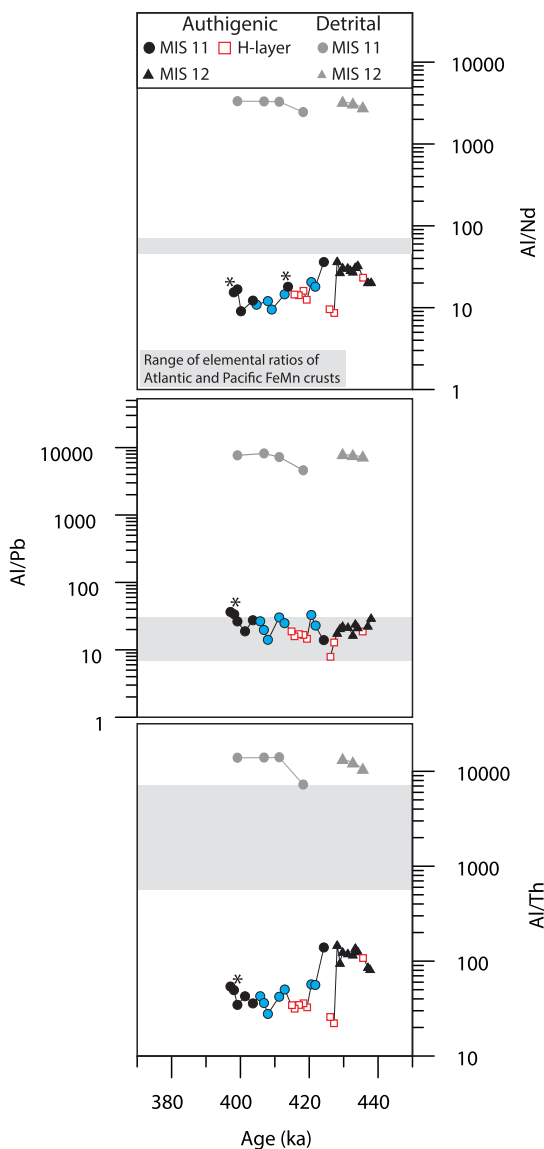 Authigenic Detrital
MIS 11 H-layer MIS 11
MIS 12 MIS 12
10000
1000
100
10
1
Al/Nd
*
*
Range of elemental ratios of
Atlantic and Pacific FeMn crusts
10000
1000
100
10
1
Al/Pb
*
10000
1000
100
10
Al/Th
*
380 400 420 440
Age (ka)